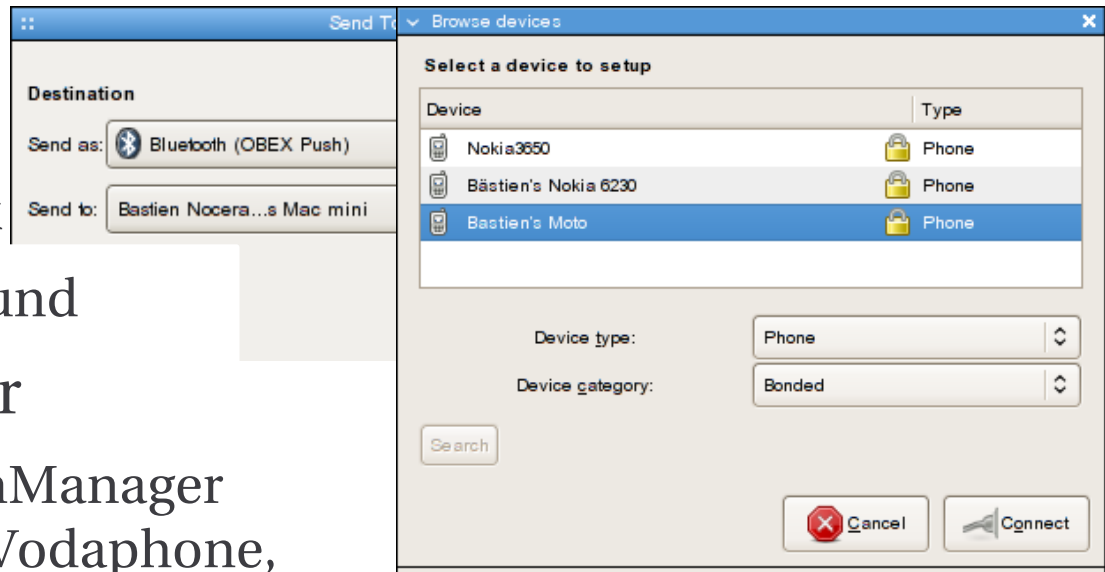 Send To
Destination
Send as: Bluetooth (OBEX Push)
Send to: Bastien Nocera...s Mac mini
Browse devices
Select a device to setup
Device Type
Nokia3650 Phone
Bästien's Nokia 6230 Phone
Bastien's Moto Phone
Device type: Phone
Device category: Bonded
Search
Cancel Connect
und
r
nManager
Vodaphone,